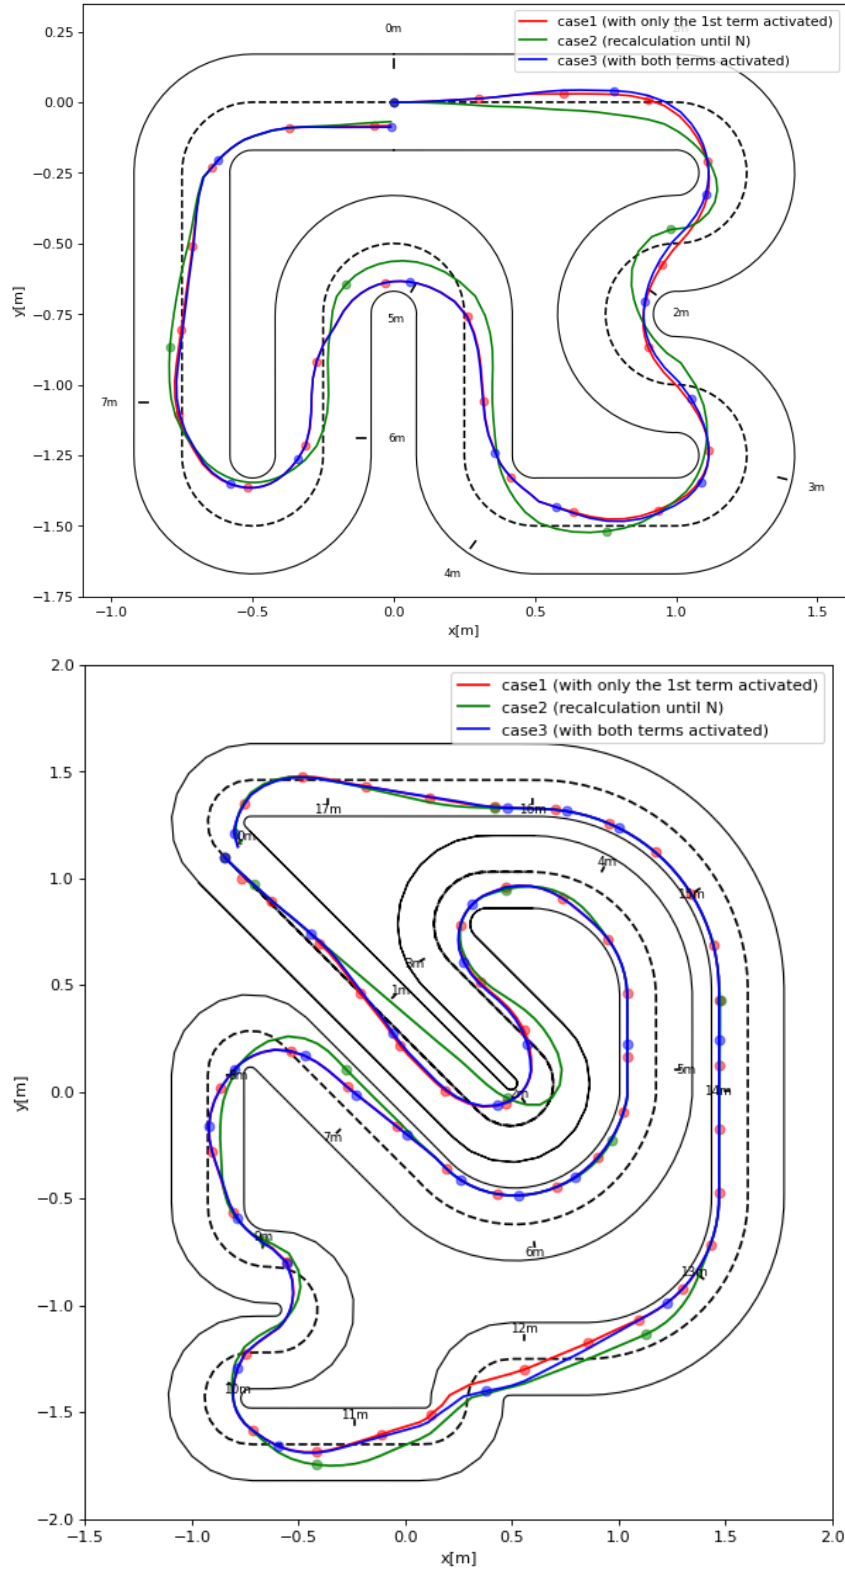 0m
1m
case1 (with only the 1st term activated)
case2 (recalculation until N)
case3 (with both terms activated)
0.25
0.00
−0.25
−0.50
−0.75
−1.00
−1.25
−1.50
−1.75
y[m]
2m
5m
7m
6m
3m
4m
−1.0
−0.5
0.0
0.5
1.0
1.5
x[m]
case1 (with only the 1st term activated)
case2 (recalculation until N)
case3 (with both terms activated)
2.0
1.5
1.0
0.5
0.0
−0.5
−1.0
−1.5
−2.0
y[m]
17m
16m
0m
4m
15m
3m
1m
5m
14m
2m
8m
7m
9m
6m
13m
12m
10m
11m
−1.5
−1.0
−0.5
0.0
0.5
1.0
1.5
2.0
x[m]